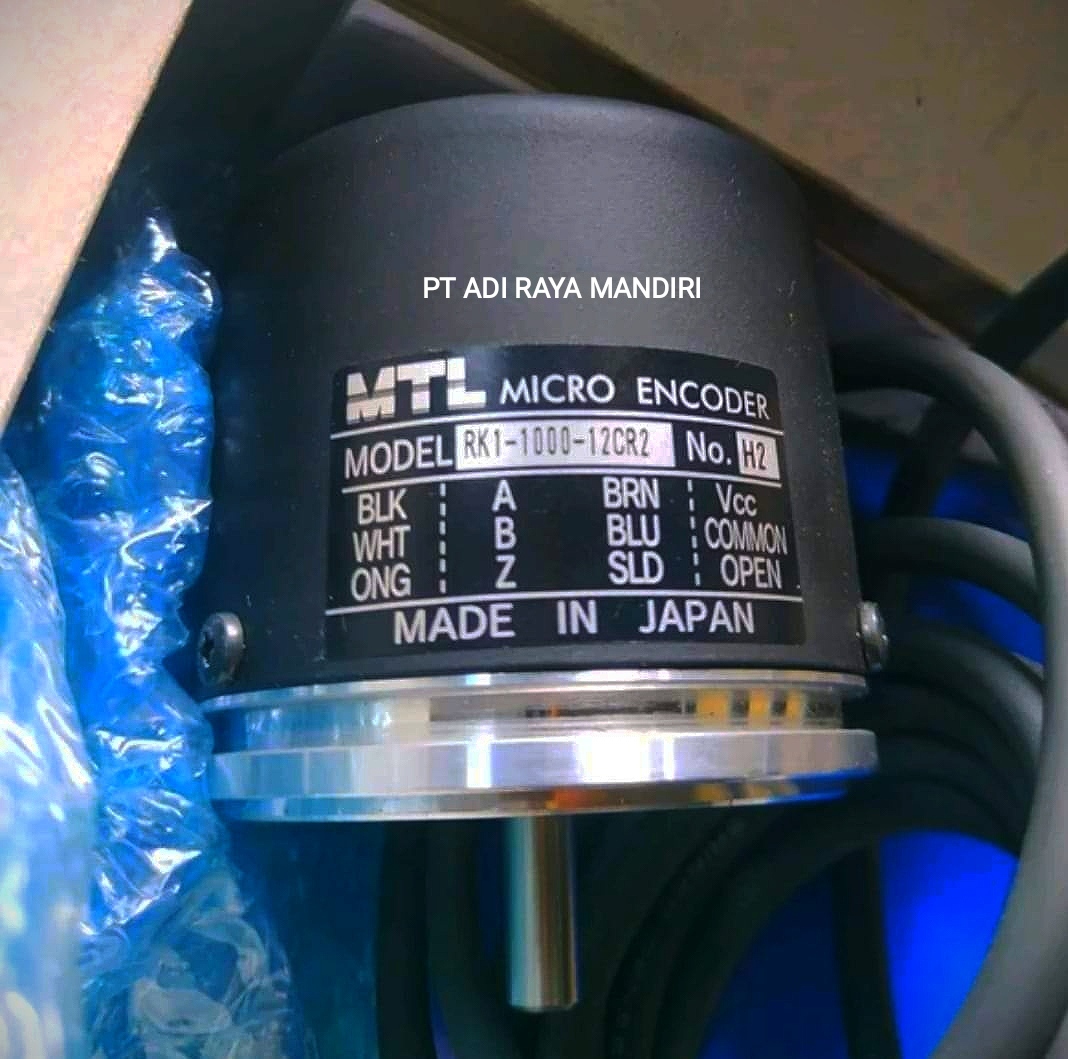 PT ADI RAYA MANDIRI
MTL MICRO ENCODER
MODEL RK1-1000-12CR2 No. H2
BLK A BRN Vcc
WHT B BLU COMMON
ONG Z SLD OPEN
MADE IN JAPAN